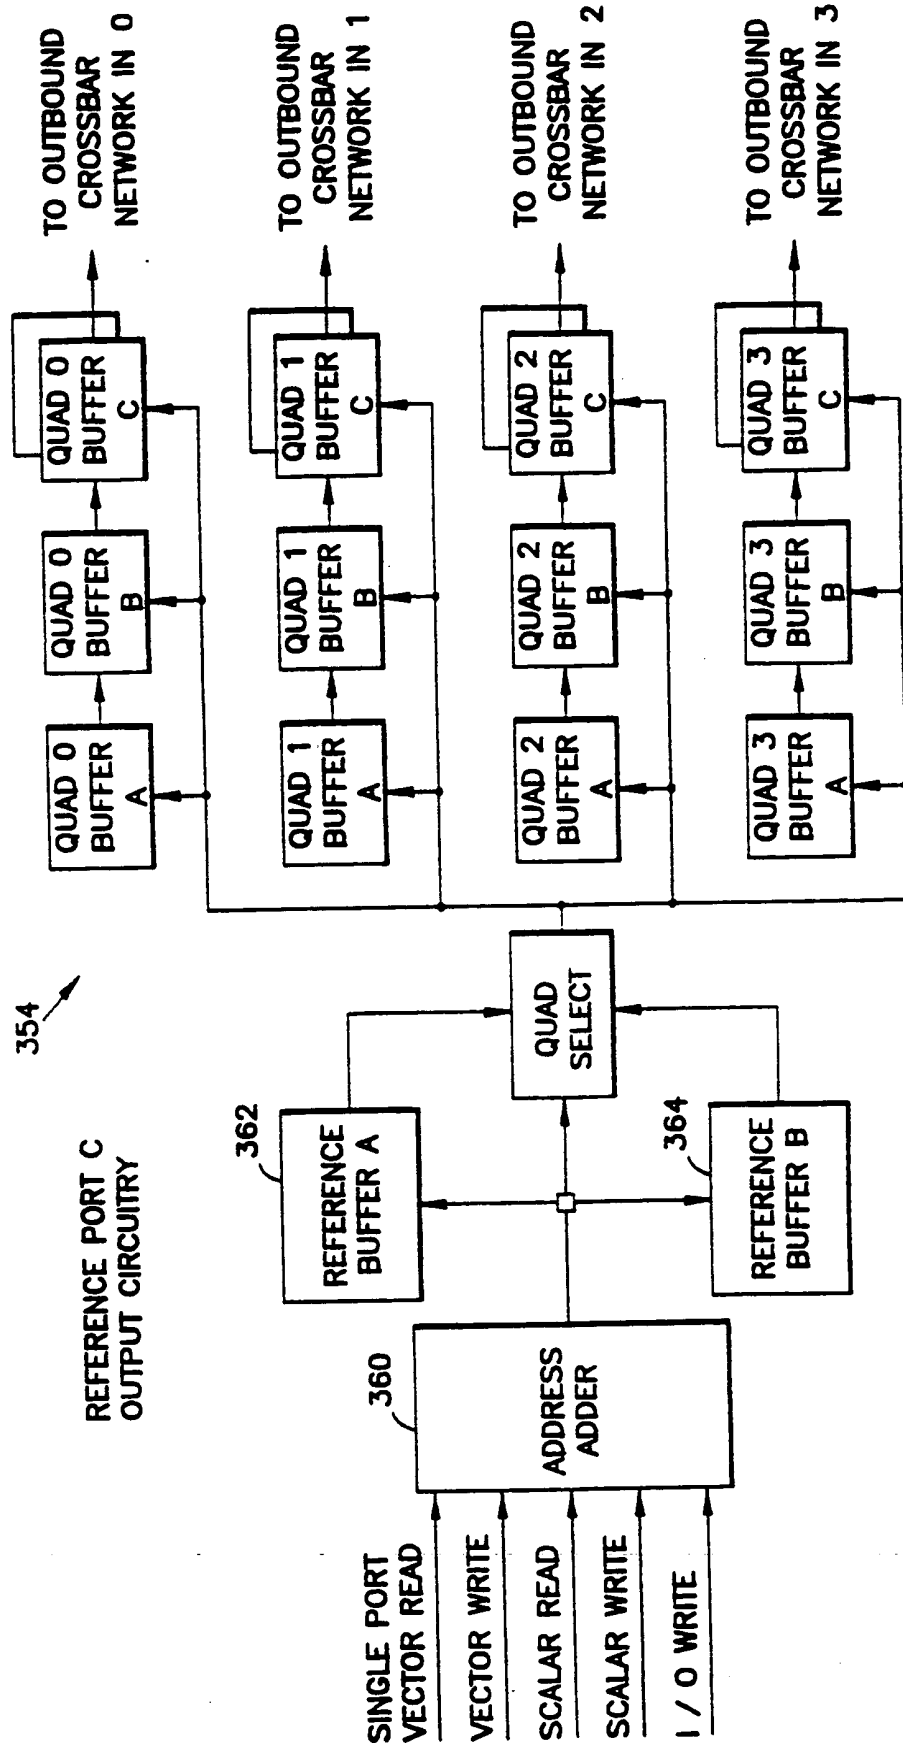 REFERENCE PORT C
OUTPUT CIRCUITRY
354
SINGLE PORT
VECTOR READ
VECTOR WRITE
SCALAR READ
SCALAR WRITE
I / O WRITE
360
ADDRESS
ADDER
362
REFERENCE
BUFFER A
364
REFERENCE
BUFFER B
QUAD
SELECT
QUAD 0
BUFFER
A
QUAD 0
BUFFER
B
QUAD 0
BUFFER
C
TO OUTBOUND
CROSSBAR
NETWORK IN 0
QUAD 1
BUFFER
A
QUAD 1
BUFFER
B
QUAD 1
BUFFER
C
TO OUTBOUND
CROSSBAR
NETWORK IN 1
QUAD 2
BUFFER
A
QUAD 2
BUFFER
B
QUAD 2
BUFFER
C
TO OUTBOUND
CROSSBAR
NETWORK IN 2
QUAD 3
BUFFER
A
QUAD 3
BUFFER
B
QUAD 3
BUFFER
C
TO OUTBOUND
CROSSBAR
NETWORK IN 3